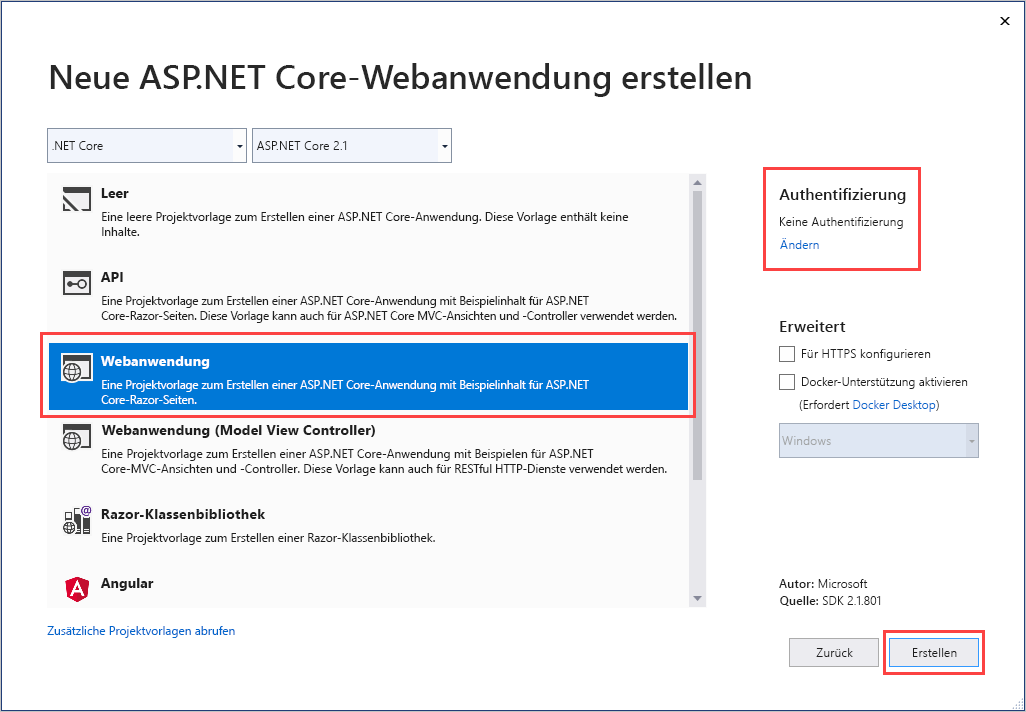 Neue ASP.NET Core-Webanwendung erstellen
.NET Core
ASP.NET Core 2.1
Leer
Eine leere Projektvorlage zum Erstellen einer ASP.NET Core-Anwendung. Diese Vorlage enthält keine
Inhalte.
API
Eine Projektvorlage zum Erstellen einer ASP.NET Core-Anwendung mit Beispielinhalt für ASP.NET
Core-Razor-Seiten. Diese Vorlage kann auch für ASP.NET Core MVC-Ansichten und -Controller verwendet werden.
Webanwendung
Eine Projektvorlage zum Erstellen einer ASP.NET Core-Anwendung mit Beispielinhalt für ASP.NET
Core-Razor-Seiten.
Webanwendung (Model View Controller)
Eine Projektvorlage zum Erstellen einer ASP.NET Core-Anwendung mit Beispielen für ASP.NET
Core-MVC-Ansichten und -Controller. Diese Vorlage kann auch für RESTful HTTP-Dienste verwendet werden.
Razor-Klassenbibliothek
Eine Projektvorlage zum Erstellen einer Razor-Klassenbibliothek.
Angular
Zusätzliche Projektvorlagen abrufen
Authentifizierung
Keine Authentifizierung
Ändern
Erweitert
Für HTTPS konfigurieren
Docker-Unterstützung aktivieren
(Erfordert Docker Desktop)
Windows
Autor: Microsoft
Quelle: SDK 2.1.801
Zurück
Erstellen